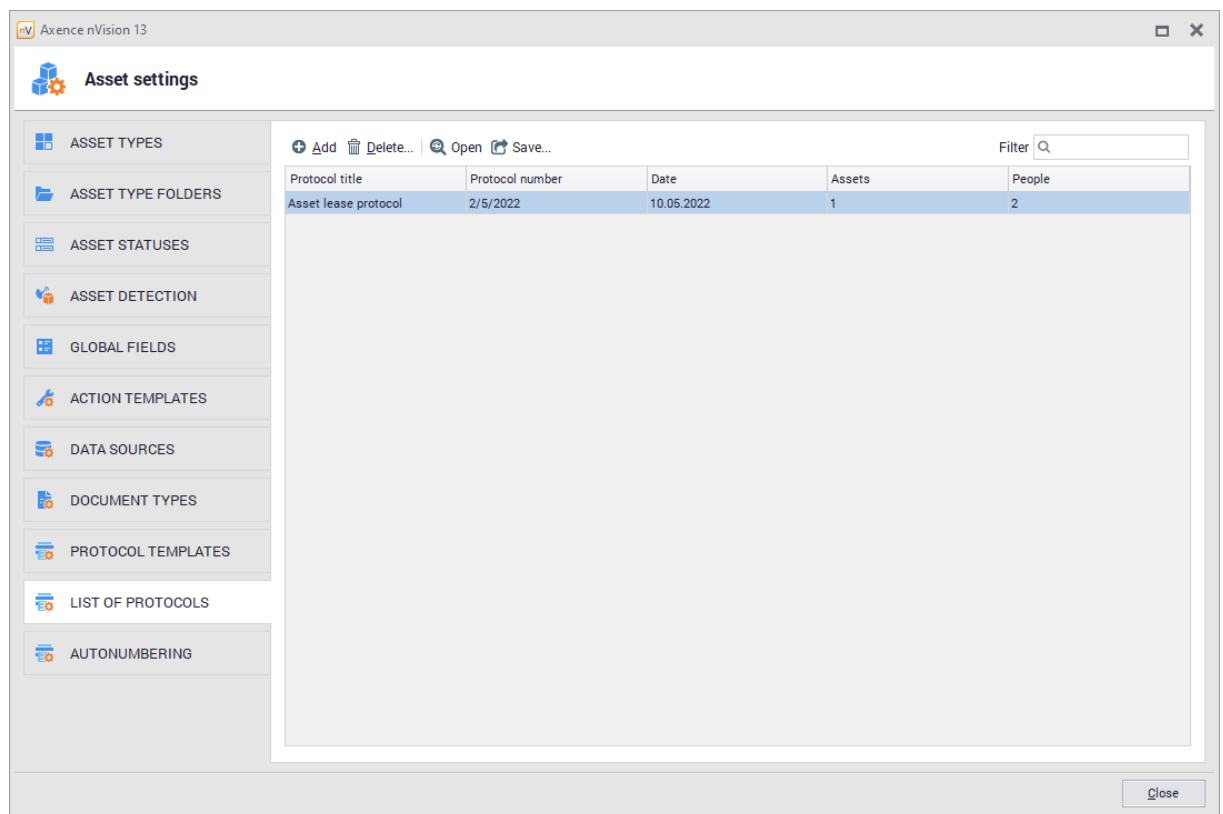 nV Axence nVision 13
Asset settings
ASSET TYPES
ASSET TYPE FOLDERS
ASSET STATUSES
ASSET DETECTION
GLOBAL FIELDS
ACTION TEMPLATES
DATA SOURCES
DOCUMENT TYPES
PROTOCOL TEMPLATES
LIST OF PROTOCOLS
AUTONUMBERING
Add Delete... Open Save... Filter
Protocol title Protocol number Date Assets People
Asset lease protocol 2/5/2022 10.05.2022 1 2
Close